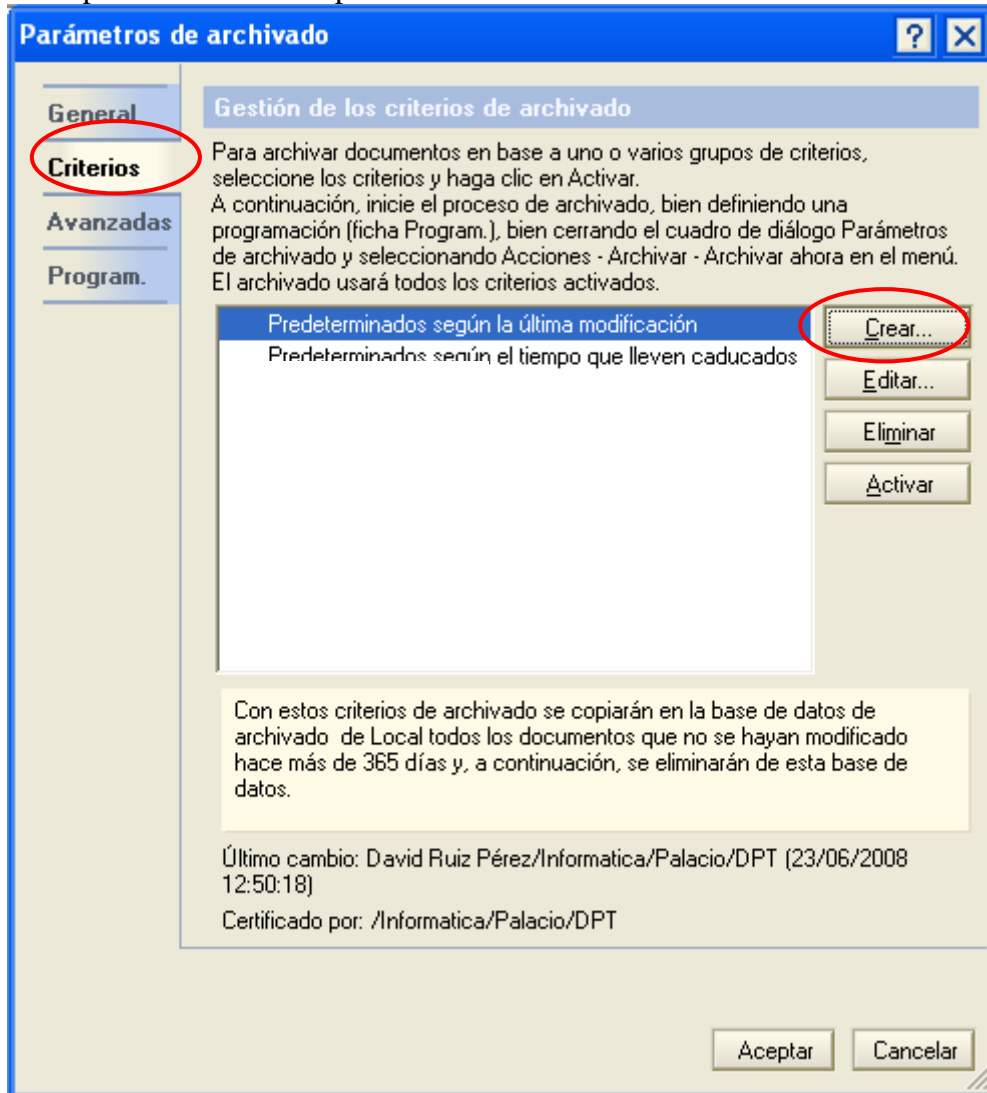 Parámetros de archivado
General
Criterios
Avanzadas
Program.
Gestión de los criterios de archivado
Para archivar documentos en base a uno o varios grupos de criterios,
seleccione los criterios y haga clic en Activar.
A continuación, inicie el proceso de archivado, bien definiendo una
programación (ficha Program.), bien cerrando el cuadro de diálogo Parámetros
de archivado y seleccionando Acciones - Archivar - Archivar ahora en el menú.
El archivado usará todos los criterios activados.
Predeterminados según la última modificación
Predeterminados según el tiempo que lleven caducados
Crear...
Editar...
Eliminar
Activar
Con estos criterios de archivado se copiarán en la base de datos de
archivado de Local todos los documentos que no se hayan modificado
hace más de 365 días y, a continuación, se eliminarán de esta base de
datos.
Último cambio: David Ruiz Pérez/Informatica/Palacio/DPT (23/06/2008
12:50:18)
Certificado por: /Informatica/Palacio/DPT
Aceptar
Cancelar